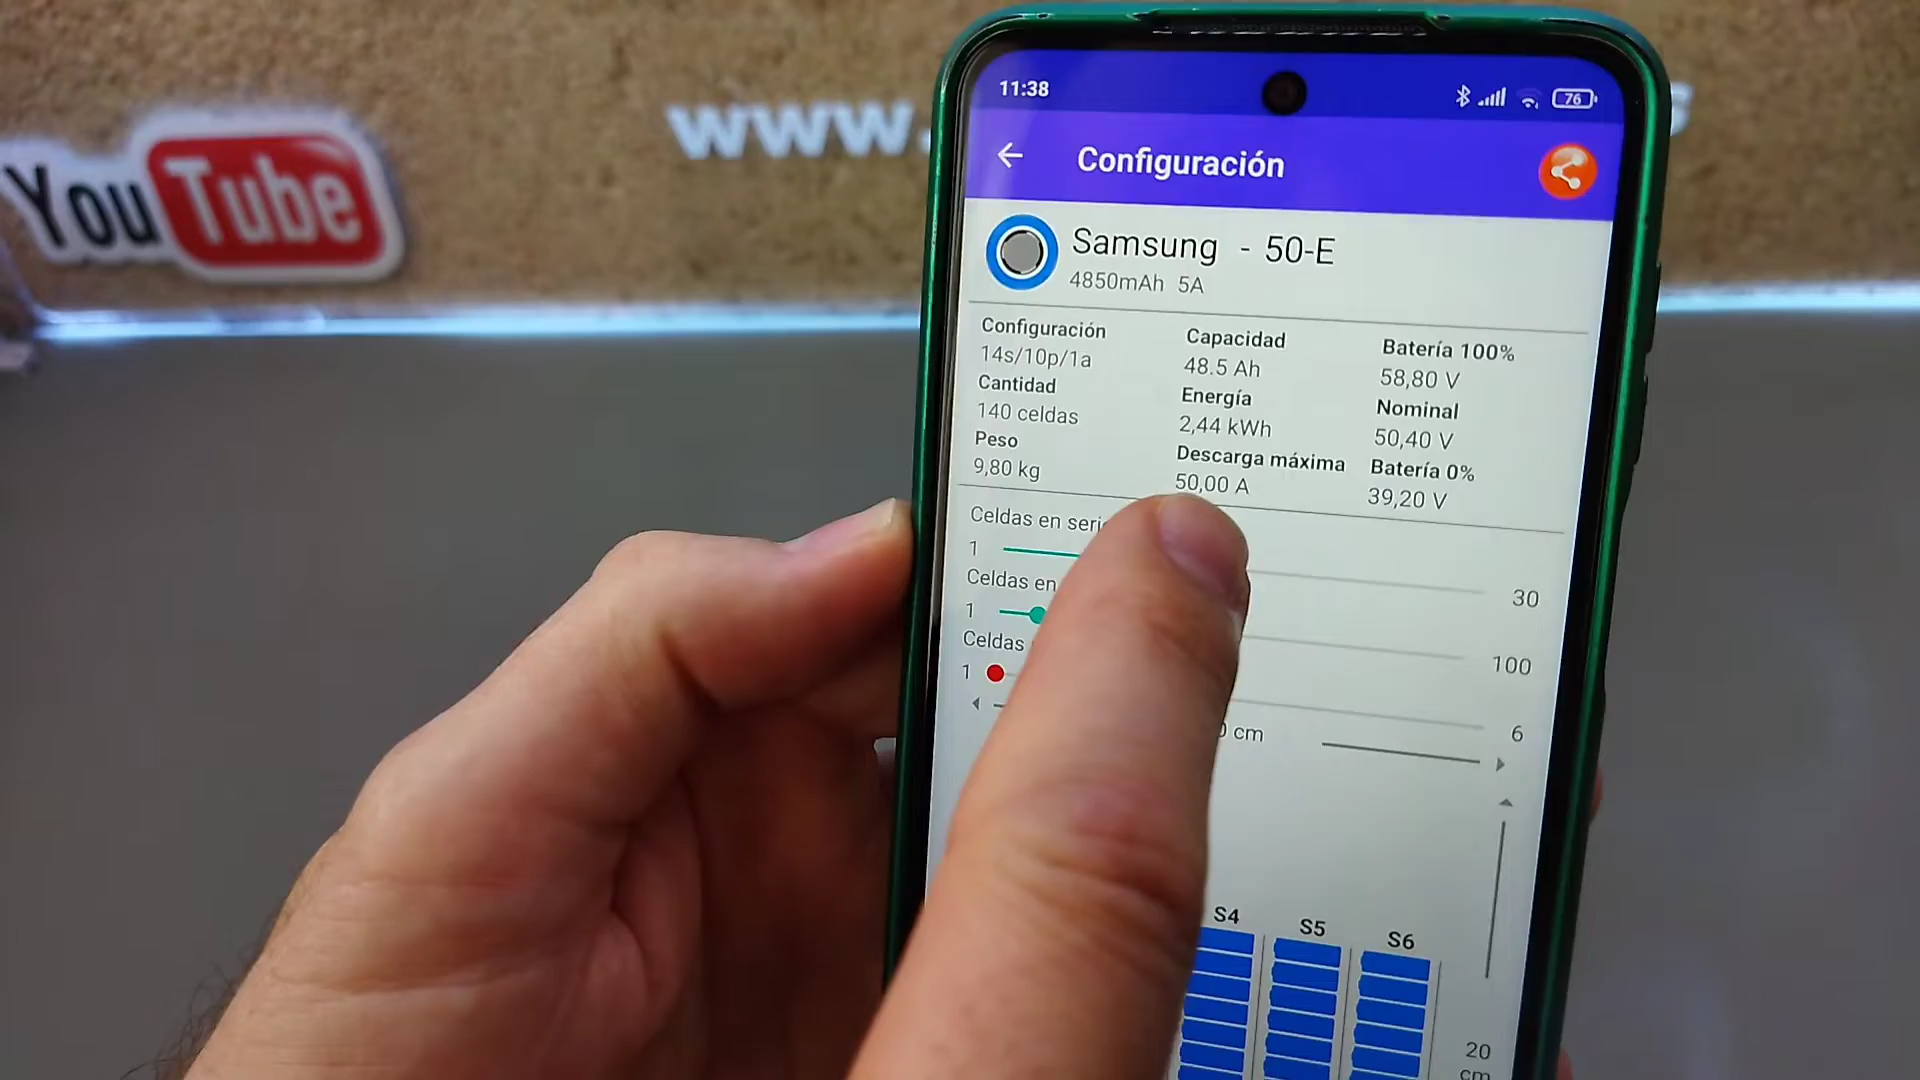 YouTube
www.
11:38
76
Configuración
Samsung - 50-E
4850mAh 5A
Configuración
14s/10p/1a
Cantidad
140 celdas
Peso
9,80 kg
Capacidad
48.5 Ah
Energía
2,44 kWh
Descarga máxima
50,00 A
Batería 100%
58,80 V
Nominal
50,40 V
Batería 0%
39,20 V
Celdas en seri
1
30
Celdas en
1
100
Celdas
1
6
cm
S4 S5 S6
20
cm